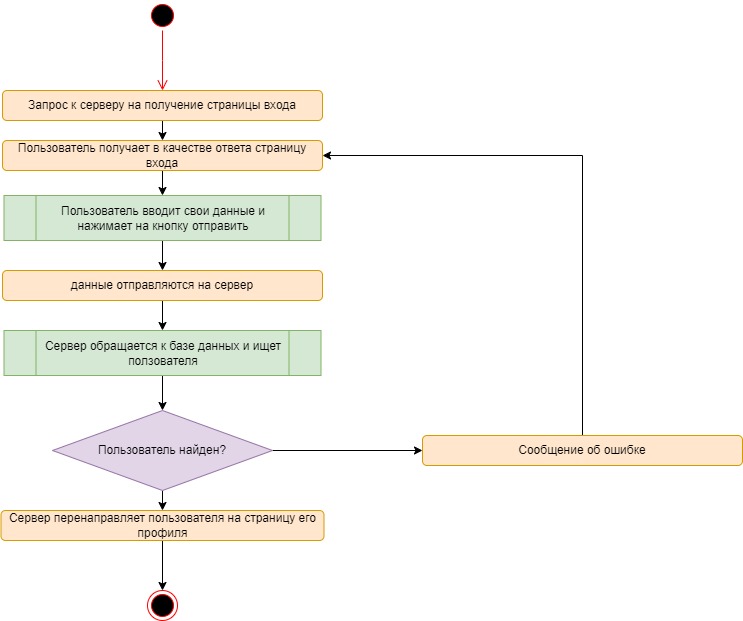 Запрос к серверу на получение страницы входа
Пользователь получает в качестве ответа страницу
входа
Пользователь вводит свои данные и
нажимает на кнопку отправить
данные отправляются на сервер
Сервер обращается к базе данных и ищет
ползователя
Пользователь найден?
Сообщение об ошибке
Сервер перенаправляет пользователя на страницу его
профиля